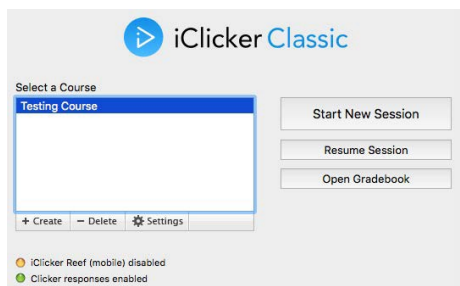 iClicker Classic
Select a Course
Testing Course
Start New Session
Resume Session
Open Gradebook
+ Create − Delete Settings
iClicker Reef (mobile) disabled
Clicker responses enabled